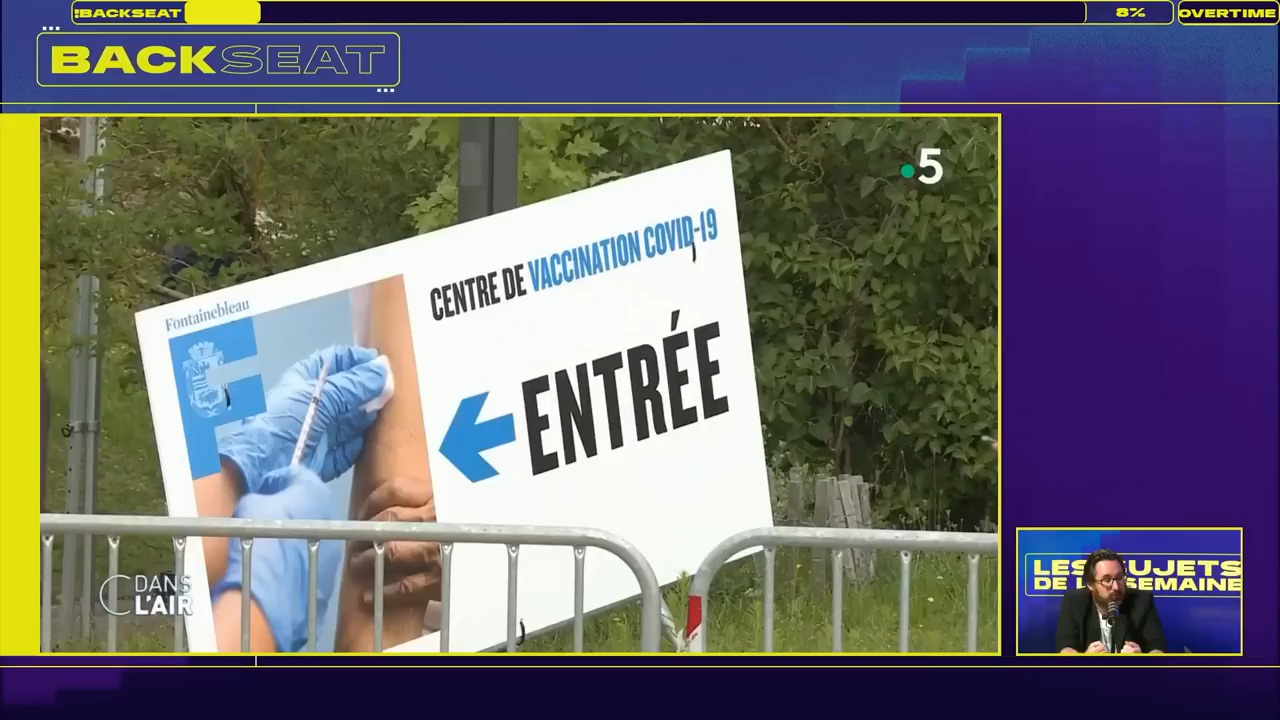 !BACKSEAT
8%
OVERTIME
BACKSEAT
5
Fontainebleau
CENTRE DE VACCINATION COVID-19
ENTRÉE
C DANS
L'AIR
LES SUJETS
DE LA SEMAINE